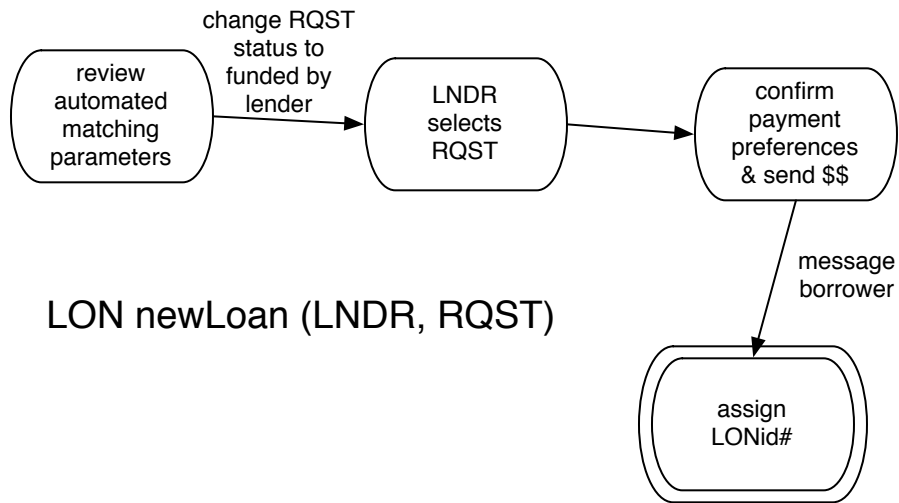 change RQST
status to
funded by
lender
review
automated
matching
parameters
LNDR
selects
RQST
confirm
payment
preferences
& send $$
message
borrower
LON newLoan (LNDR, RQST)
assign
LONid#